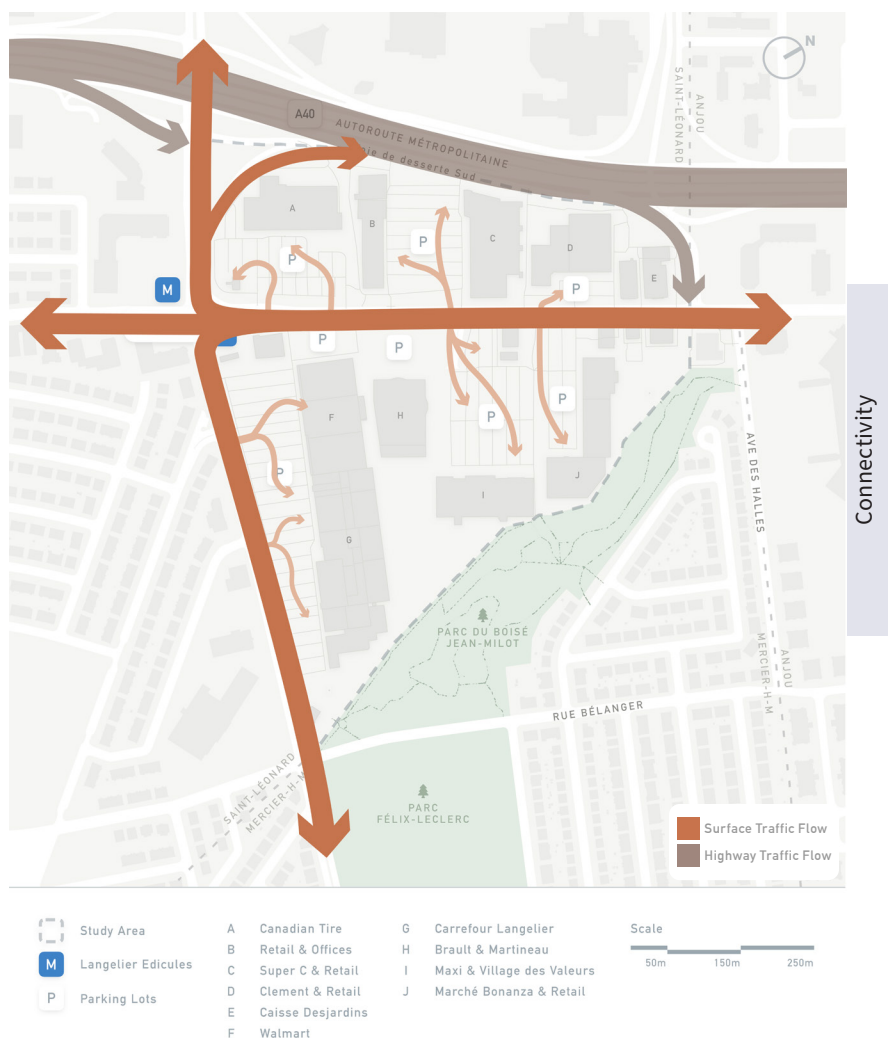 N
SAINT-LÉONARD
ANJOU
A40
AUTOROUTE MÉTROPOLITAINE
oie de desserte Sud
A
B
C
D
E
P
P
P
M
P
P
P
P
P
F
H
J
I
G
Connectivity
AVE DES HALLES
PARC DU BOISÉ
JEAN-MILOT
MERCIER-H-M
ANJOU
RUE BÉLANGER
SAINT-LÉONARD
MERCIER-H-M
PARC
FÉLIX-LECLERC
Surface Traffic Flow
Highway Traffic Flow
Study Area
M Langelier Edicules
P Parking Lots
A Canadian Tire
B Retail & Offices
C Super C & Retail
D Clement & Retail
E Caisse Desjardins
F Walmart
G Carrefour Langelier
H Brault & Martineau
I Maxi & Village des Valeurs
J Marché Bonanza & Retail
Scale
50m 150m 250m